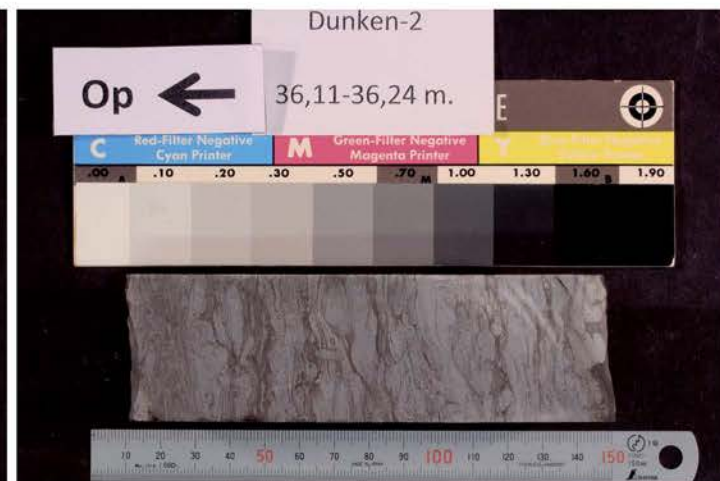 Dunken-2
Op
36,11-36,24 m.
E
C
Red-Filter Negative
Cyan Printer
M
Green-Filter Negative
Magenta Printer
Y
.00 A .10 .20 .30 .50 .70 M 1.00 1.30 1.60 B 1.90
10 20 30 40 50 60 70 80 90 100 110 120 130 140 150